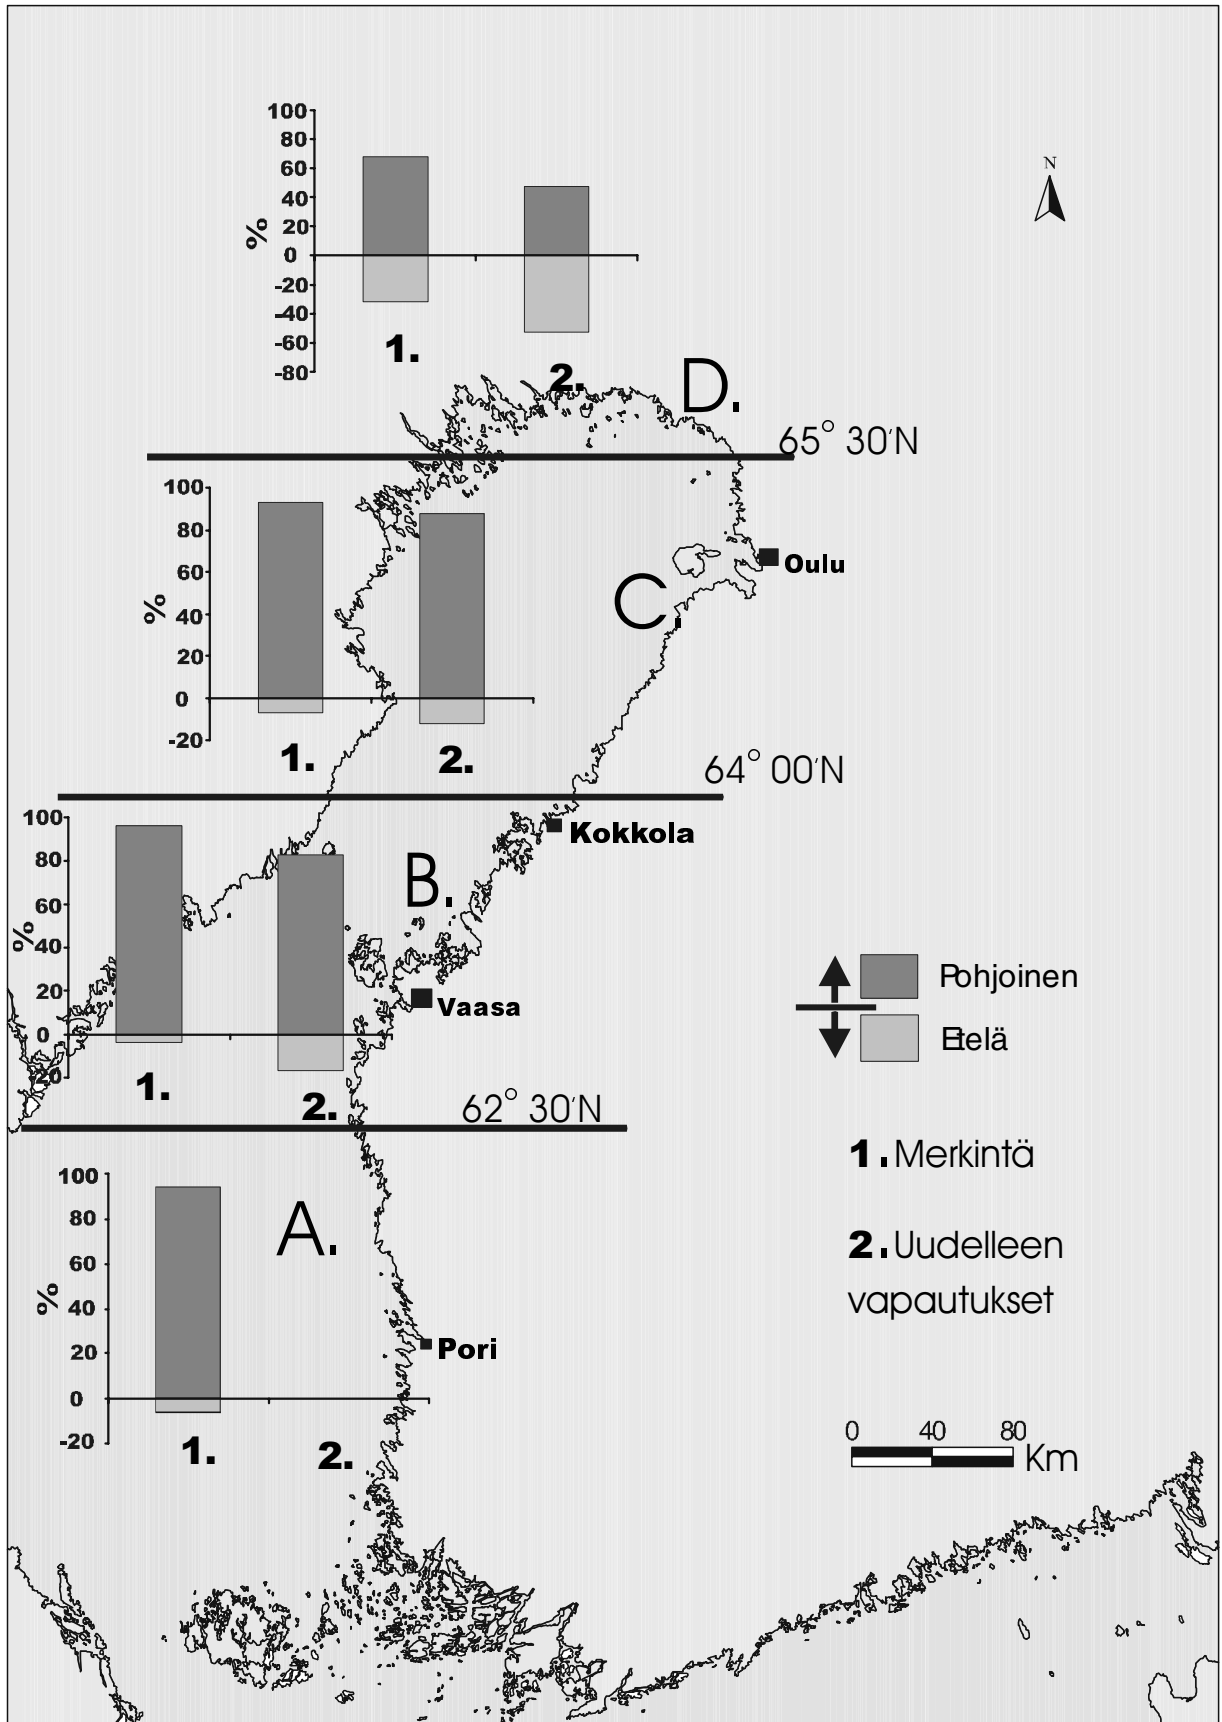 N
100
80
60
40
20
0
-20
-40
-60
-80
%
1.
2.
D.
65° 30'N
100
80
60
40
20
0
-20
%
1.
2.
C.
Oulu
64° 00'N
100
80
60
40
20
0
-20
%
1.
2.
B.
Kokkola
Vaasa
Pohjoinen
Etelä
62° 30'N
1. Merkintä
2. Uudelleen
vapautukset
100
80
60
40
20
0
-20
%
1.
2.
A.
Pori
0 40 80
Km